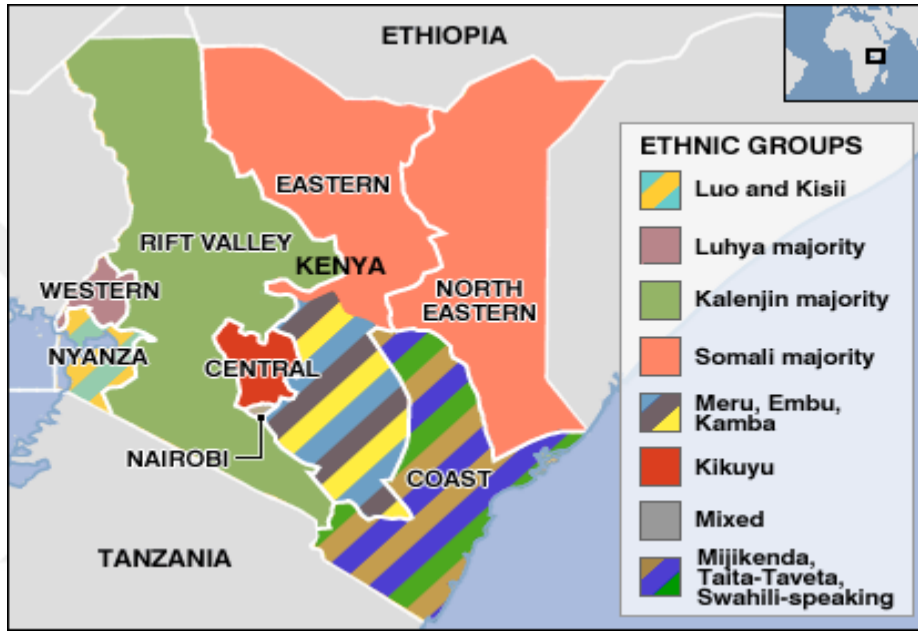 ETHIOPIA
EASTERN
RIFT VALLEY
KENYA
NORTH
EASTERN
WESTERN
NYANZA
CENTRAL
NAIROBI
COAST
TANZANIA
ETHNIC GROUPS
Luo and Kisii
Luhya majority
Kalenjin majority
Somali majority
Meru, Embu,
Kamba
Kikuyu
Mixed
Mijikenda,
Taita-Taveta,
Swahili-speaking